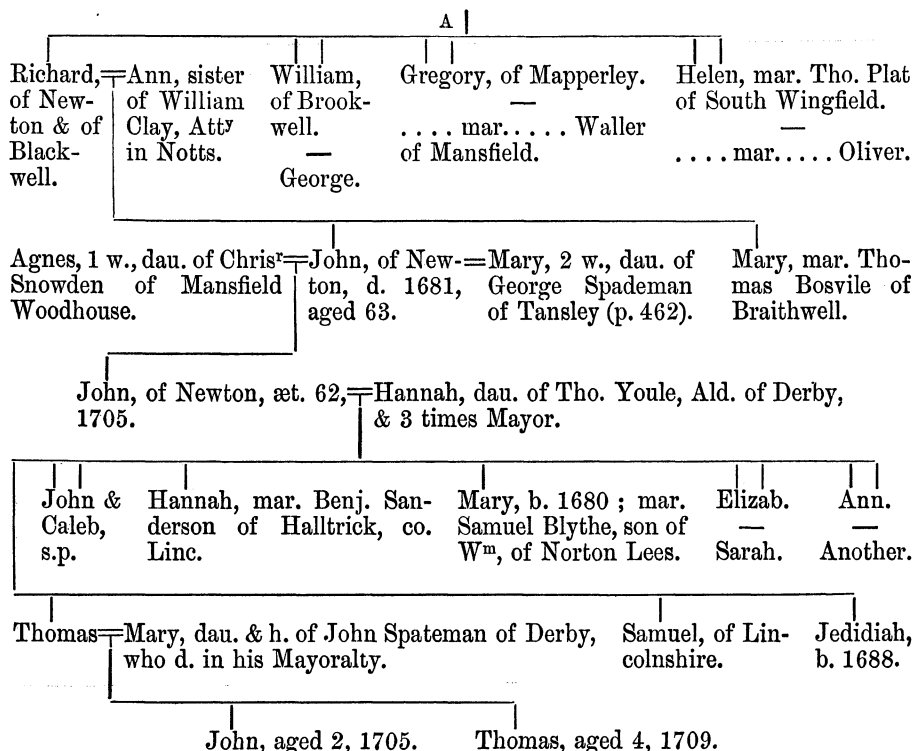 A
Richard, of Newton & of Blackwell.
Ann, sister of William Clay, Atty in Notts.
William, of Brookwell.
—
George.
Gregory, of Mapperley.
—
. . . . mar. . . . . Waller of Mansfield.
Helen, mar. Tho. Plat of South Wingfield.
—
. . . . mar. . . . . Oliver.
Agnes, 1 w., dau. of Chrisr Snowden of Mansfield Woodhouse.
=John, of Newton, d. 1681, aged 63.
=Mary, 2 w., dau. of George Spademan of Tansley (p. 462).
Mary, mar. Thomas Bosvile of Braithwell.
John, of Newton, æt. 62, 1705.
=Hannah, dau. of Tho. Youle, Ald. of Derby, & 3 times Mayor.
John & Caleb, s.p.
Hannah, mar. Benj. Sanderson of Halltrick, co. Linc.
Mary, b. 1680 ; mar. Samuel Blythe, son of Wm, of Norton Lees.
Elizab.
—
Sarah.
Ann.
—
Another.
Thomas=Mary, dau. & h. of John Spateman of Derby, who d. in his Mayoralty.
Samuel, of Lincolnshire.
Jedidiah, b. 1688.
John, aged 2, 1705.
Thomas, aged 4, 1709.